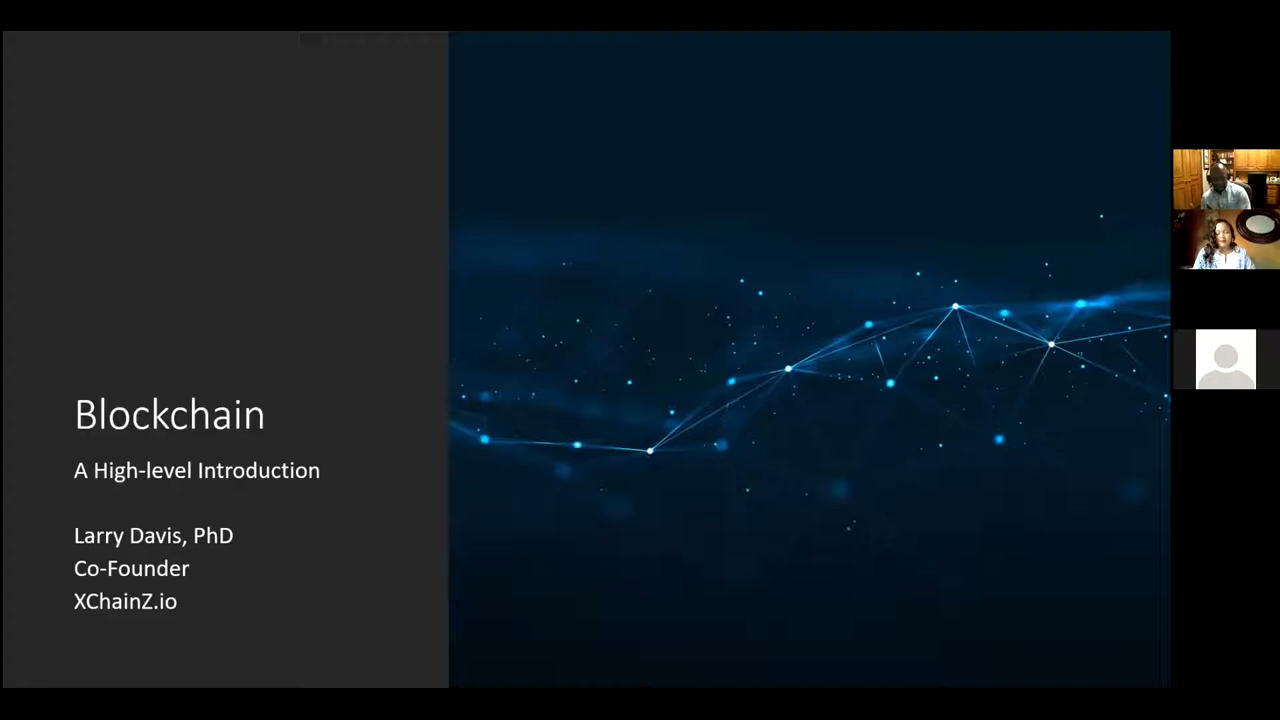 Blockchain
A High-level Introduction
Larry Davis, PhD
Co-Founder
XChainZ.io